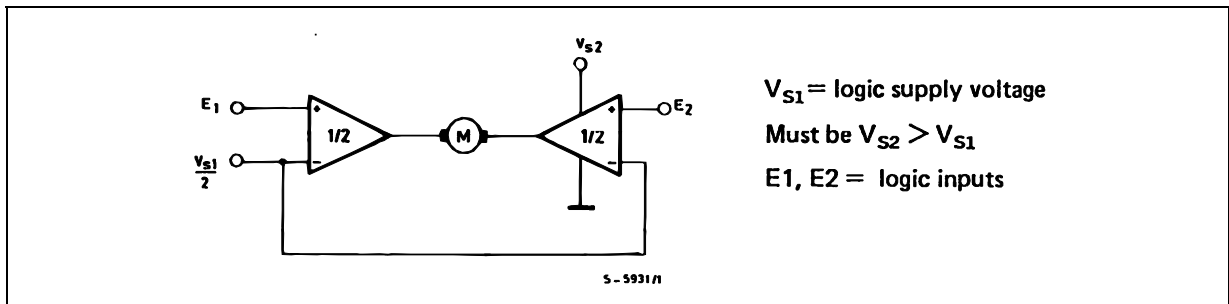 V_S2
E_1
+
1/2
-
M
+
1/2
-
E_2
V_S1/2
S-5931/1
V_S1 = logic supply voltage
Must be V_S2 > V_S1
E1, E2 = logic inputs